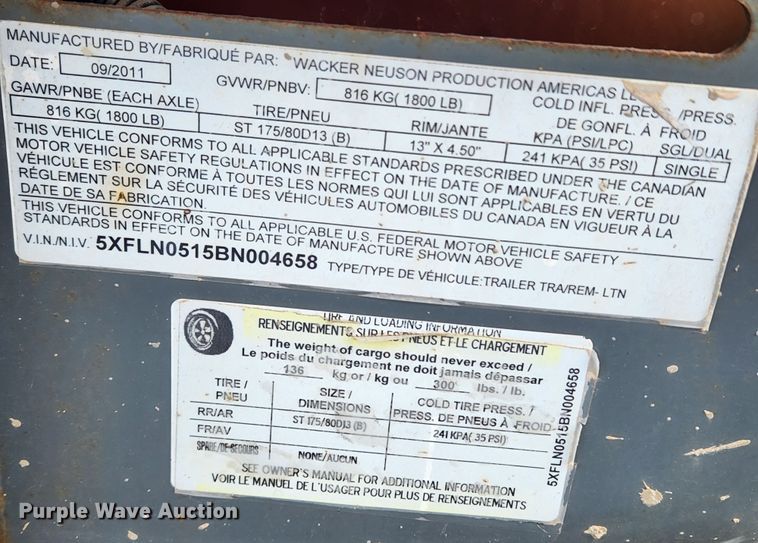 MANUFACTURED BY/FABRIQUÉ PAR: WACKER NEUSON PRODUCTION AMERICAS
DATE: 09/2011 GVWR/PNBV: 816 KG( 1800 LB) COLD INFL. PRES /PRESS.
GAWR/PNBE (EACH AXLE) TIRE/PNEU RIM/JANTE DE GONFL. À FROID
KPA (PSI/LPC) SGL/DUAL
816 KG( 1800 LB) ST 175/80D13 (B) 13" X 4.50" 241 KPA( 35 PSI) SINGLE
THIS VEHICLE CONFORMS TO ALL APPLICABLE STANDARDS PRESCRIBED UNDER THE CANADIAN
MOTOR VEHICLE SAFETY REGULATIONS IN EFFECT ON THE DATE OF MANUFACTURE. / CE
VÉHICULE EST CONFORME À TOUTES LES NORMES QUI LUI SONT APPLICABLES EN VERTU DU
RÉGLEMENT SUR LA SÉCURITÉ DES VÉHICULES AUTOMOBILES DU CANADA EN VIGUEUR À LA
DATE DE SA FABRICATION.
THIS VEHICLE CONFORMS TO ALL APPLICABLE U.S. FEDERAL MOTOR VEHICLE SAFETY
STANDARDS IN EFFECT ON THE DATE OF MANUFACTURE SHOWN ABOVE
V.I.N./N.I.V. 5XFLN0515BN004658 TYPE/TYPE DE VÉHICULE:TRAILER TRA/REM- LTN
TIRE AND LOADING INFORMATION
RENSEIGNEMENTS SUR LES PNEUS ET LE CHARGEMENT
The weight of cargo should never exceed /
Le poids du chargement ne doit jamais dépassar
136 kg or / kg ou 300 lbs. / lb.
TIRE / PNEU SIZE / DIMENSIONS COLD TIRE PRESS. / PRESS. DE PNEUS À FROID
RR/AR ST 175/80D13 (B) 241 KPA( 35 PSI)
FR/AV
SPARE/DE-SECOURS NONE/AUCUN
SEE OWNER'S MANUAL FOR ADDITIONAL INFORMATION
VOIR LE MANUEL DE L'USAGER POUR PLUS DE RENSEIGNEMENTS
5XFLN0515BN004658
Purple Wave Auction